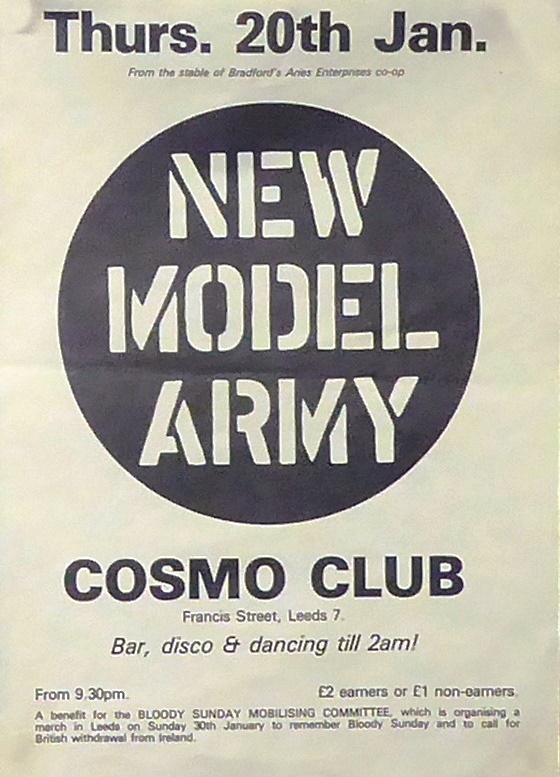 Thurs. 20th Jan.
From the stable of Bradford's Aries Enterprises co-op
NEW
MODEL
ARMY
COSMO CLUB
Francis Street, Leeds 7.
Bar, disco & dancing till 2am!
From 9.30pm.
£2 earners or £1 non-earners.
A benefit for the BLOODY SUNDAY MOBILISING COMMITTEE, which is organising a
march in Leeds on Sunday 30th January to remember Bloody Sunday and to call for
British withdrawal from Ireland.